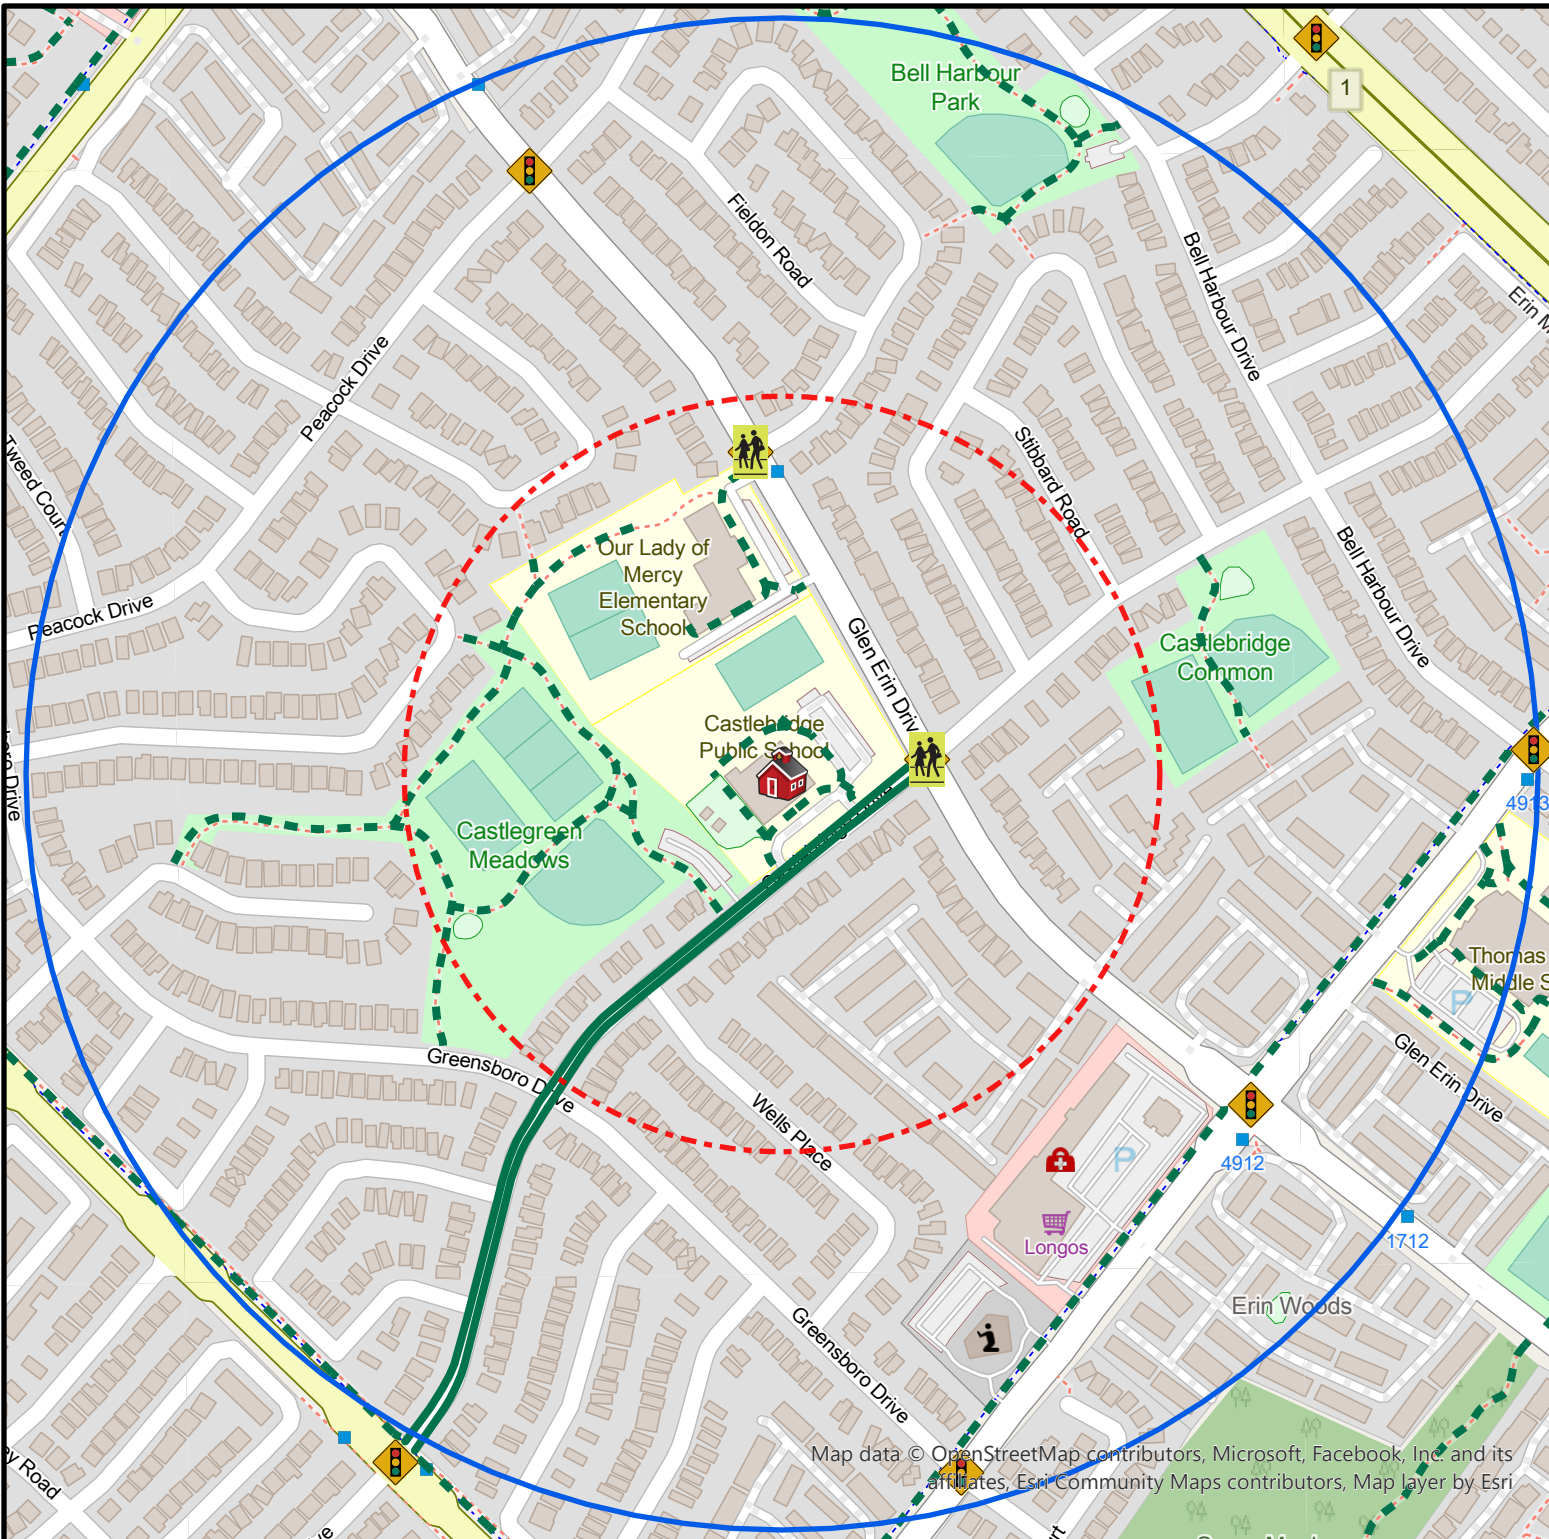 Bell Harbour
Park
1
Fieldon Road
Bell Harbour Drive
Erin M
Peacock Drive
Tweed Court
Stibbard Road
Our Lady of
Mercy
Elementary
School
Bell Harbour Drive
Peacock Drive
Glen Erin Drive
Castlebridge
Common
Castlebridge
Public School
4913
Castlegreen
Meadows
Thomas
Middle S
P
Glen Erin Drive
Greensboro Drive
Wells Place
P
4912
1712
Longos
Erin Woods
Greensboro Drive
Map data © OpenStreetMap contributors, Microsoft, Facebook, Inc. and its
affiliates, Esri Community Maps contributors, Map layer by Esri